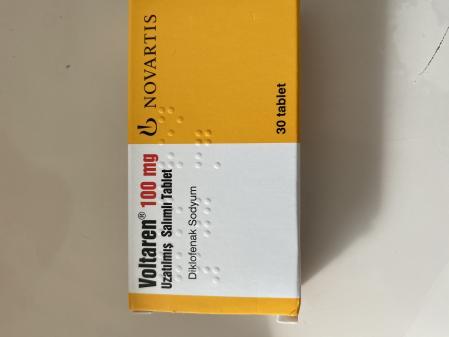 Voltaren® 100 mg
Uzatılmış Salımlı Tablet
Diklofenak Sodyum
NOVARTIS
30 tablet